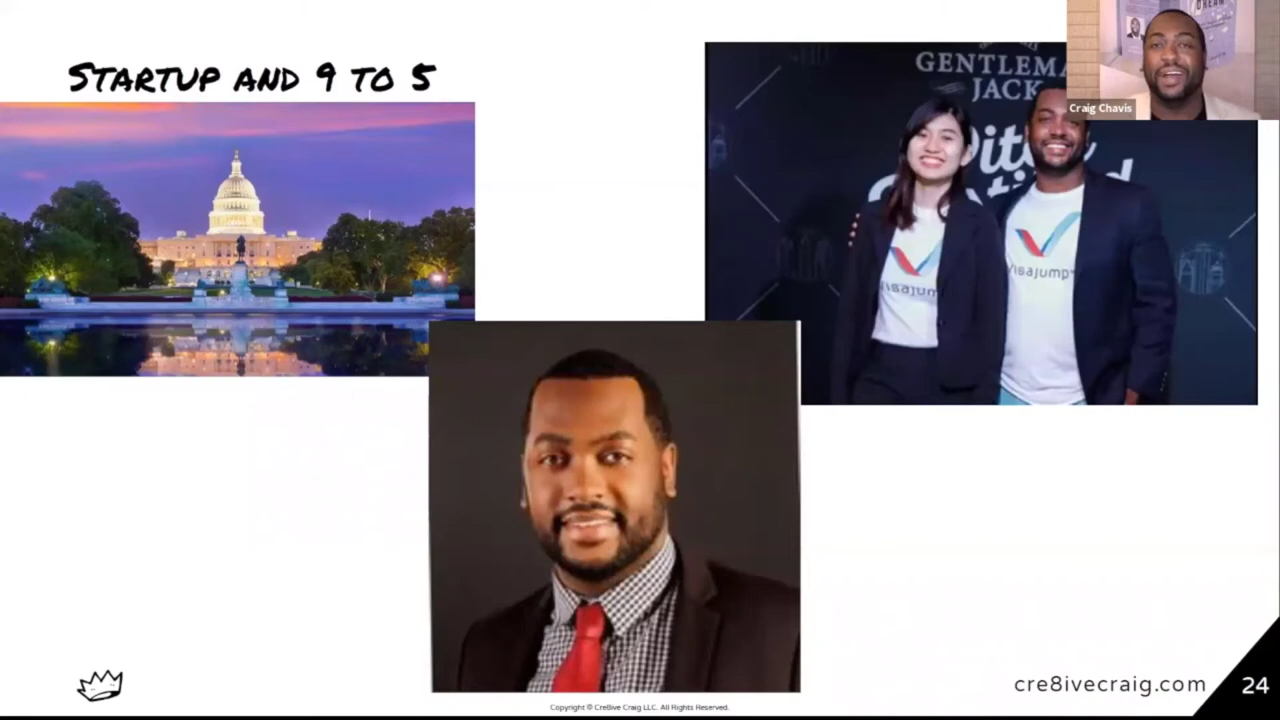 STARTUP AND 9 TO 5
GENTLEMA
JACK
Pitch
Craig Chavis
visajump
visajump
cre8ivecraig.com
24
Copyright © Cre8ive Craig LLC. All Rights Reserved.